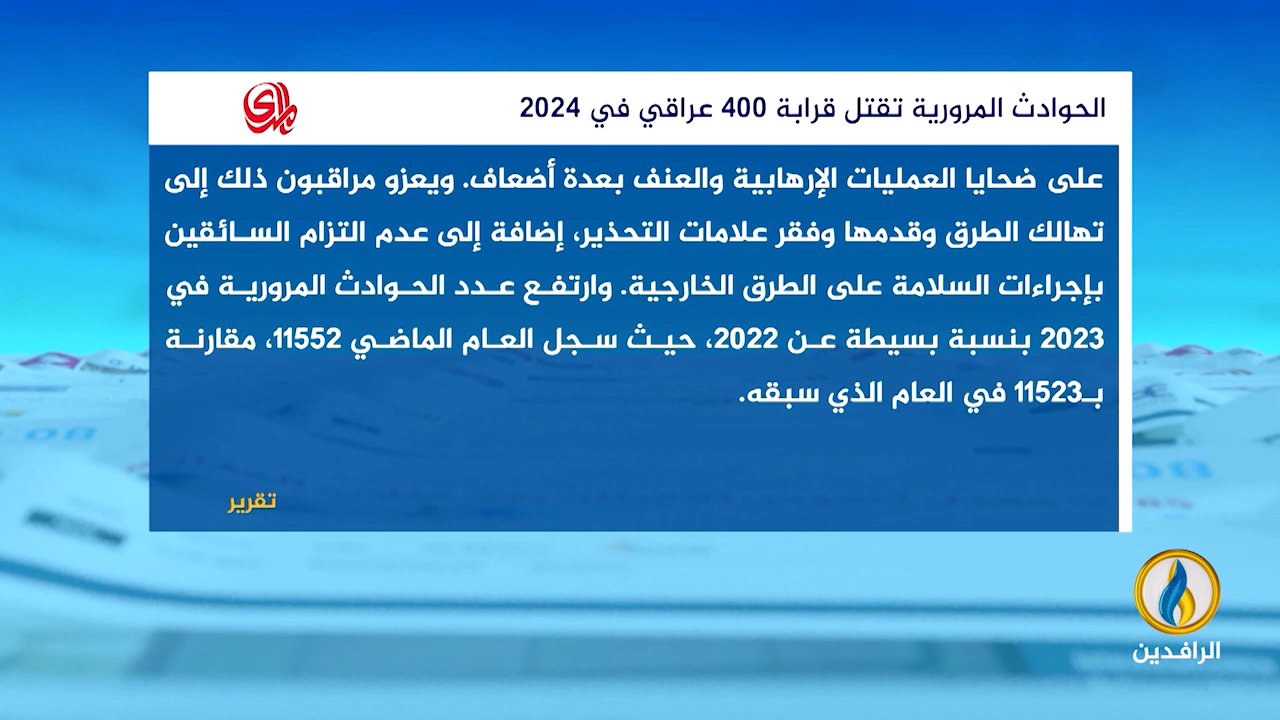 الحوادث المرورية تقتل قرابة 400 عراقي في 2024
المدى
على ضحايا العمليات الإرهابية والعنف بعدة أضعاف. ويعزو مراقبون ذلك إلى
تهالك الطرق وقدمها وفقر علامات التحذير، إضافة إلى عدم التزام السائقين
بإجراءات السلامة على الطرق الخارجية. وارتفع عدد الحوادث المرورية في
2023 بنسبة بسيطة عن 2022، حيث سجل العام الماضي 11552، مقارنة
بـ11523 في العام الذي سبقه.
تقرير
الرافدين